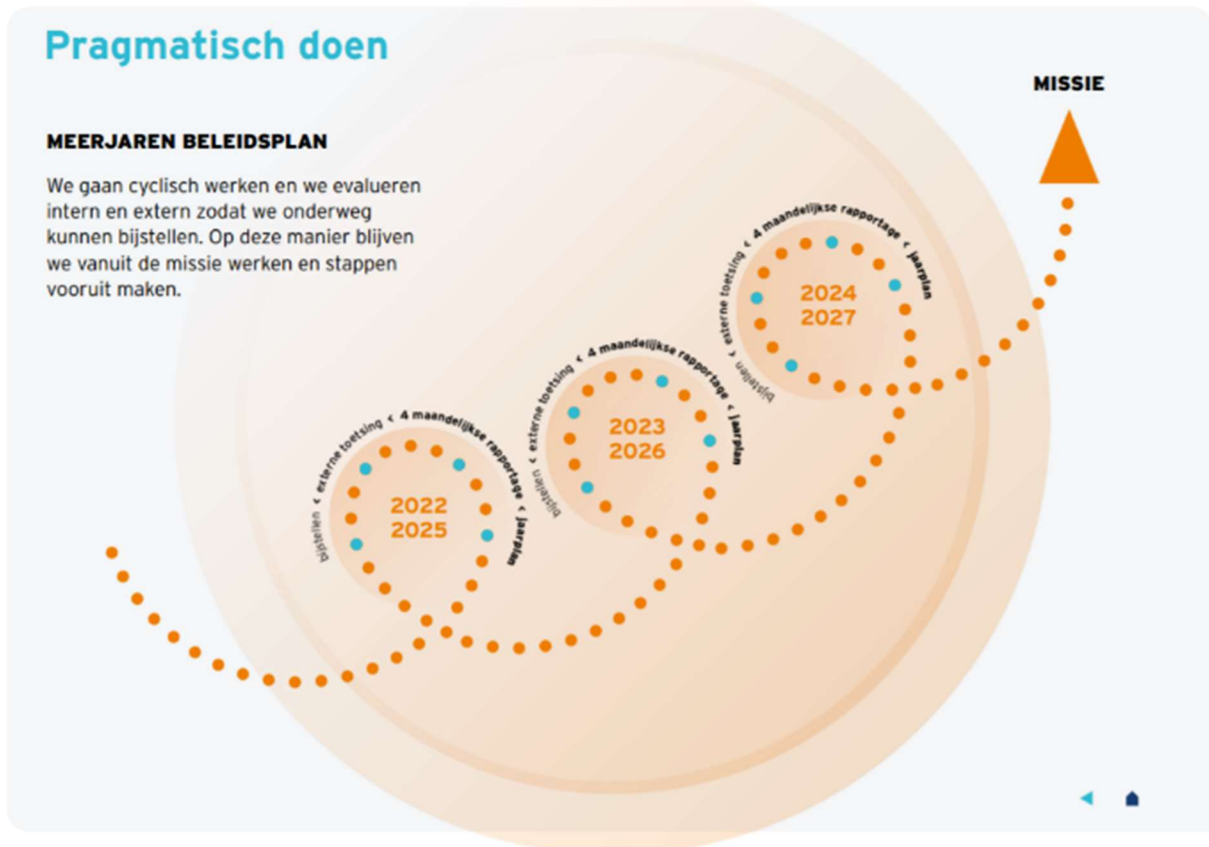 Pragmatisch doen
MISSIE
MEERJAREN BELEIDSPLAN
We gaan cyclisch werken en we evalueren
intern en extern zodat we onderweg
kunnen bijstellen. Op deze manier blijven
we vanuit de missie werken en stappen
vooruit maken.
bijstellen < externe toetsing < 4 maandelijkse rapportage < jaarplan
2024
2027
bijstellen < externe toetsing < 4 maandelijkse rapportage < jaarplan
2023
2026
bijstellen < externe toetsing < 4 maandelijkse rapportage < jaarplan
2022
2025